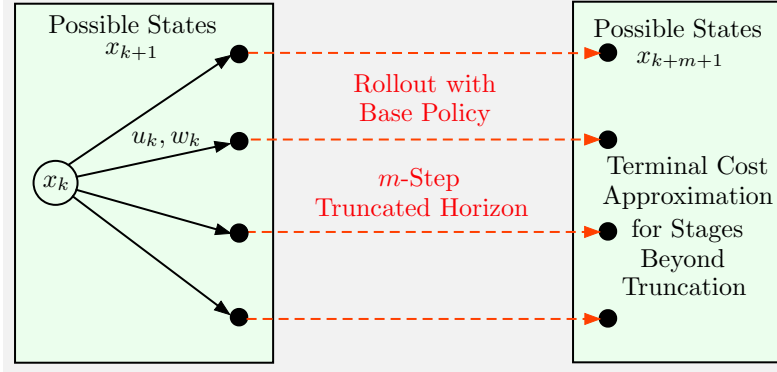 Possible States
x_{k+1}
u_k, w_k
x_k
Rollout with
Base Policy
m-Step
Truncated Horizon
Possible States
x_{k+m+1}
Terminal Cost
Approximation
for Stages
Beyond
Truncation